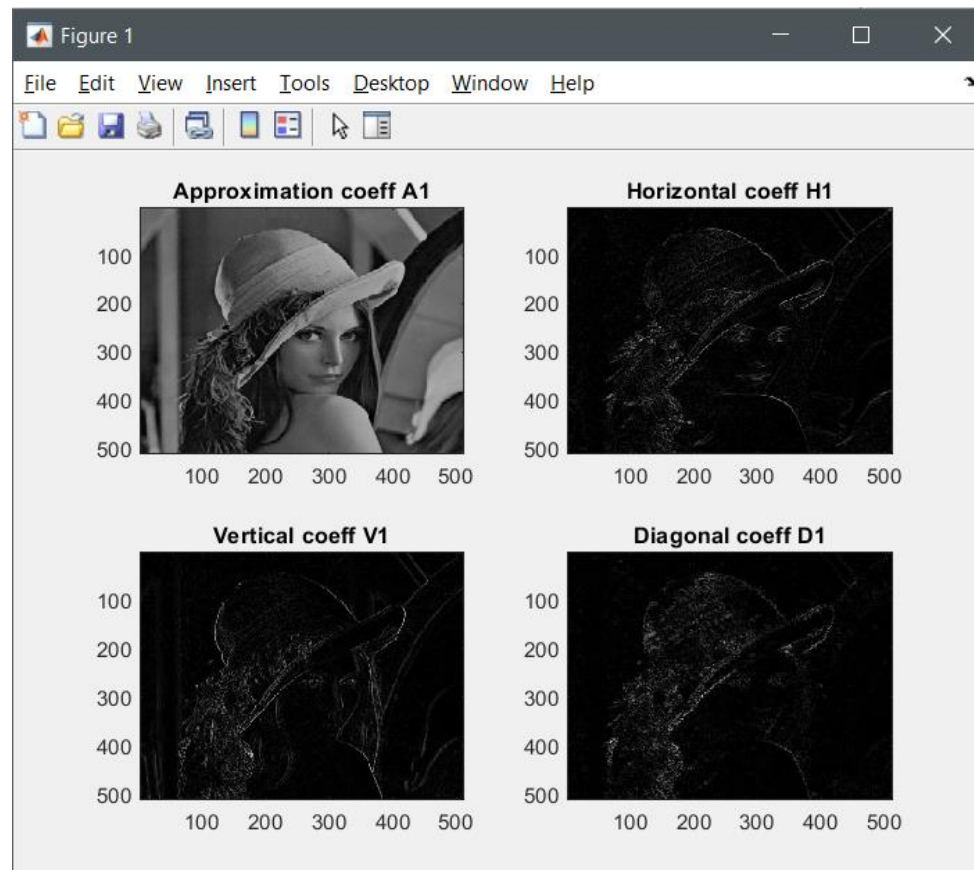 Figure 1
File Edit View Insert Tools Desktop Window Help
Approximation coeff A1
100
200
300
400
500
100 200 300 400 500
Horizontal coeff H1
100
200
300
400
500
100 200 300 400 500
Vertical coeff V1
100
200
300
400
500
100 200 300 400 500
Diagonal coeff D1
100
200
300
400
500
100 200 300 400 500